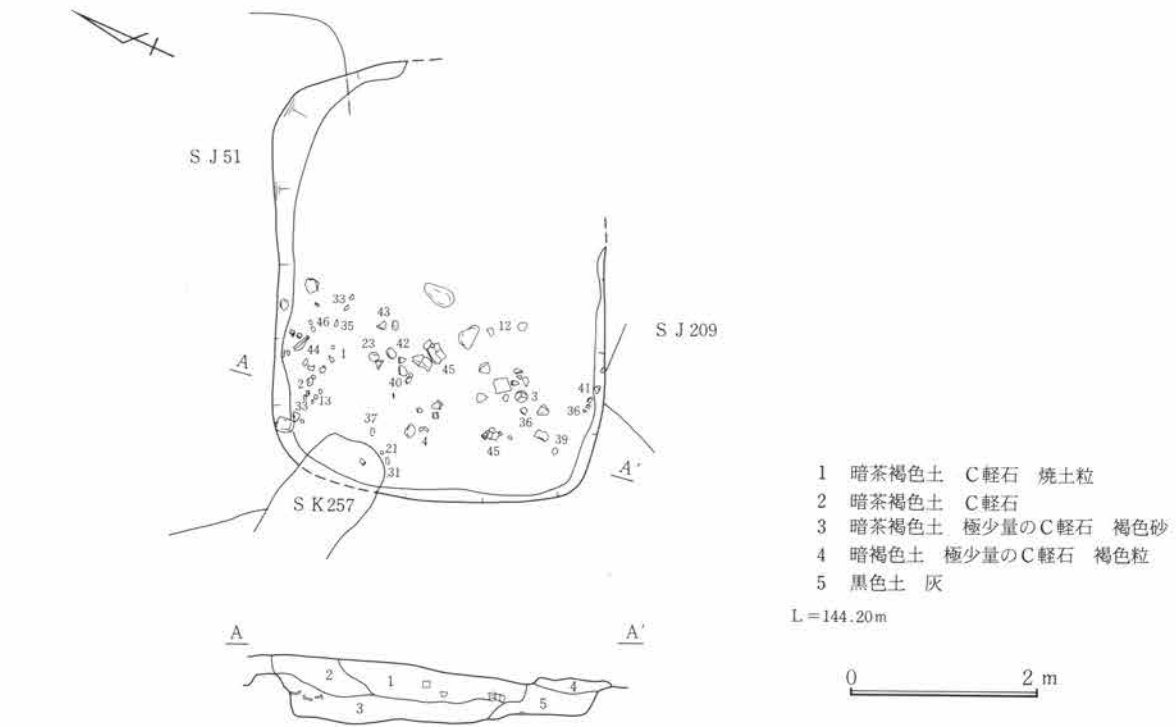 S J 51
33
46
35
43
12
S J 209
44
1
23
42
45
A
2
40
3
41
33
13
36
36
37
4
45
39
21
31
A′
S K 257
1 暗茶褐色土 C軽石 焼土粒
2 暗茶褐色土 C軽石
3 暗茶褐色土 極少量のC軽石 褐色砂
4 暗褐色土 極少量のC軽石 褐色粒
5 黒色土 灰
L=144.20m
A
A′
2
1
4
3
5
0 2 m